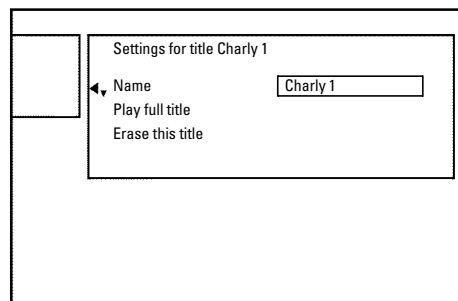 Settings for title Charly 1
Name Charly 1
Play full title
Erase this title